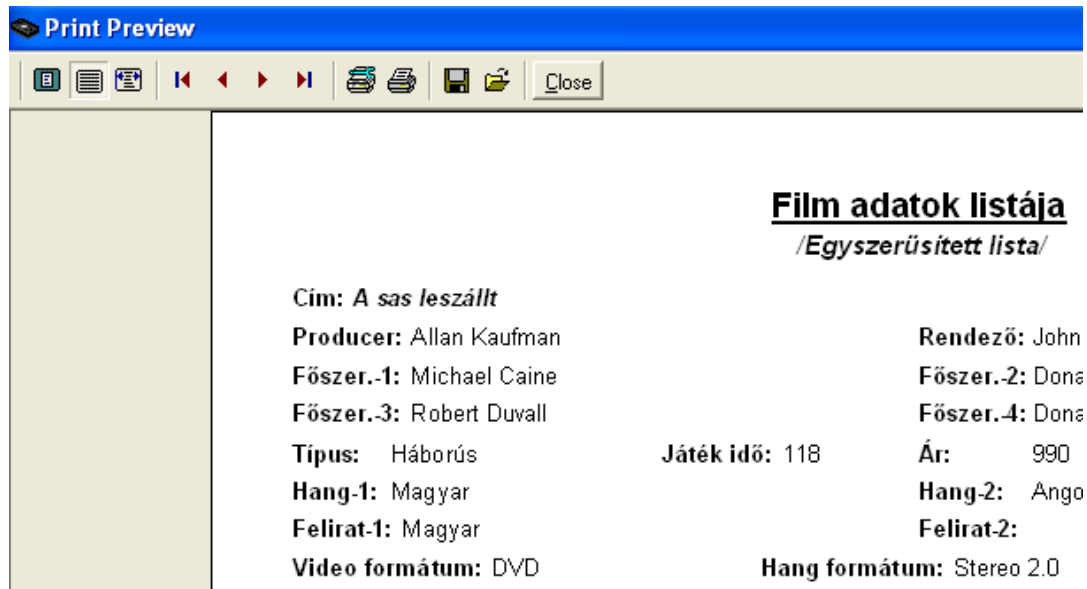 Print Preview
Close
Film adatok listája
/Egyszerűsített lista/
Cím: A sas leszállt
Producer: Allan Kaufman Rendező: John
Főszer.-1: Michael Caine Főszer.-2: Dona
Főszer.-3: Robert Duvall Főszer.-4: Dona
Típus: Háborús Játék idő: 118 Ár: 990
Hang-1: Magyar Hang-2: Ango
Felirat-1: Magyar Felirat-2:
Video formátum: DVD Hang formátum: Stereo 2.0